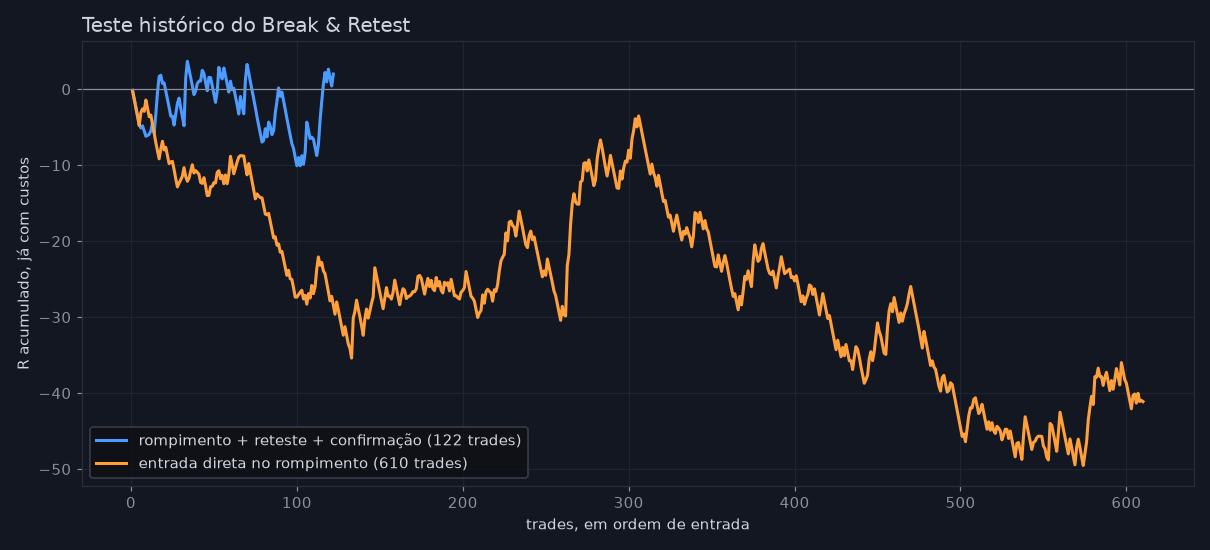 Teste histórico do Break & Retest
R acumulado, já com custos
0
−10
−20
−30
−40
−50
rompimento + reteste + confirmação (122 trades)
entrada direta no rompimento (610 trades)
0 100 200 300 400 500 600
trades, em ordem de entrada